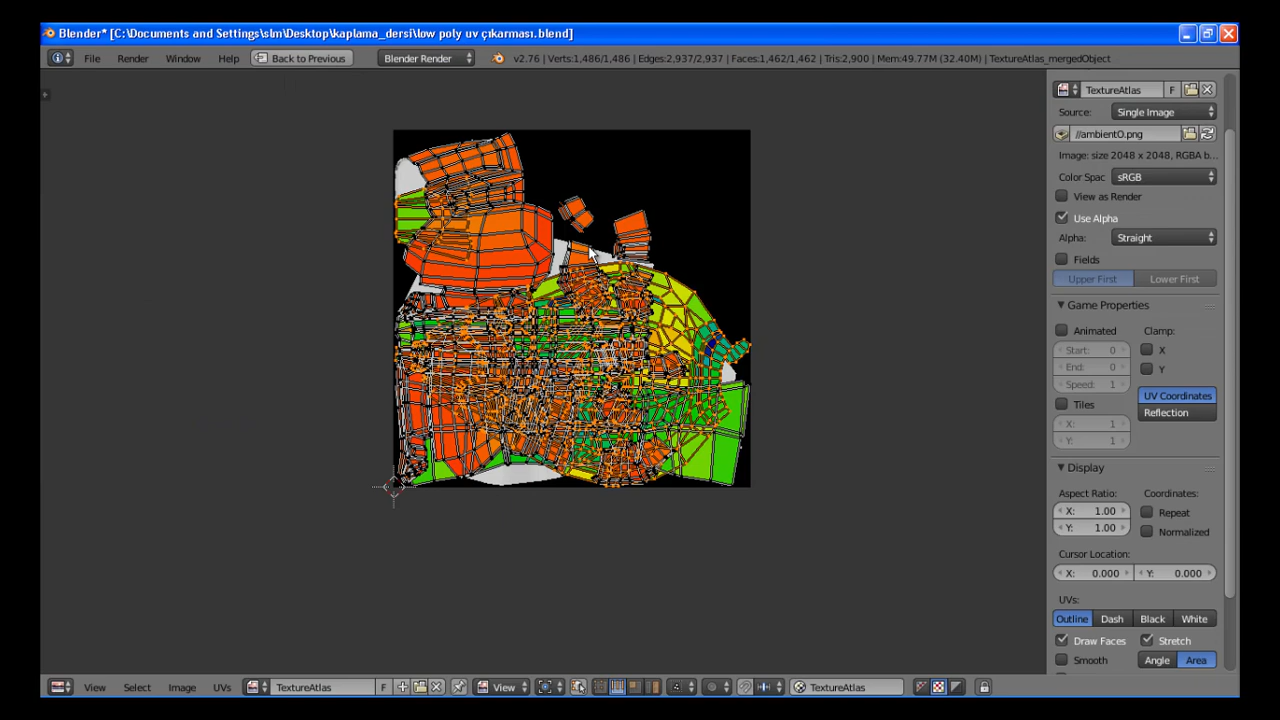 Blender* [C:\Documents and Settings\slm\Desktop\kaplama_dersi\low poly uv çıkarması.blend]
File Render Window Help Back to Previous Blender Render v2.76 | Verts:1,486/1,486 | Edges:2,937/2,937 | Faces:1,462/1,462 | Tris:2,900 | Mem:49.77M (32.40M) | TextureAtlas_mergedObject
TextureAtlas F
Source: Single Image
//ambientO.png
Image: size 2048 x 2048, RGBA b...
Color Spac sRGB
View as Render
Use Alpha
Alpha: Straight
Fields
Upper First Lower First
Game Properties
Animated Clamp:
Start: 0 X
End: 0 Y
Speed: 1
Tiles UV Coordinates
X: 1 Reflection
Y: 1
Display
Aspect Ratio: Coordinates:
X: 1.00 Repeat
Y: 1.00 Normalized
Cursor Location:
X: 0.000 Y: 0.000
UVs:
Outline Dash Black White
Draw Faces Stretch
Smooth Angle Area
View Select Image UVs TextureAtlas F View TextureAtlas